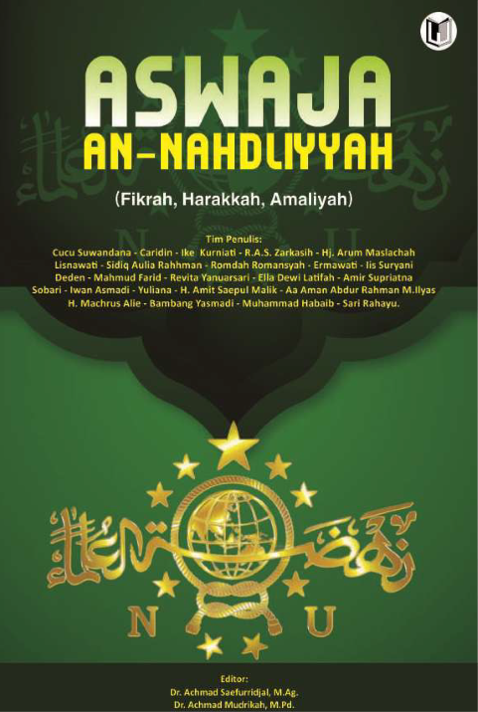 ASWAJA
AN-NAHDLIYYAH
(Fikrah, Harakkah, Amaliyah)
Tim Penulis:
Cucu Suwandana - Caridin - Ike Kurniati - R.A.S. Zarkasih - Hj. Arum Maslachah
Lisnawati - Sidiq Aulia Rahhman - Romdah Romansyah - Ermawati - Iis Suryani
Deden - Mahmud Farid - Revita Yanuarsari - Ella Dewi Latifah - Amir Supriatna
Sobari - Iwan Asmadi - Yuliana - H. Amit Saepul Malik - Aa Aman Abdur Rahman M.Ilyas
H. Machrus Alie - Bambang Yasmadi - Muhammad Habaib - Sari Rahayu.
نهضة العلماء
N U
Editor:
Dr. Achmad Saefurridjal, M.Ag.
Dr. Achmad Mudrikah, M.Pd.